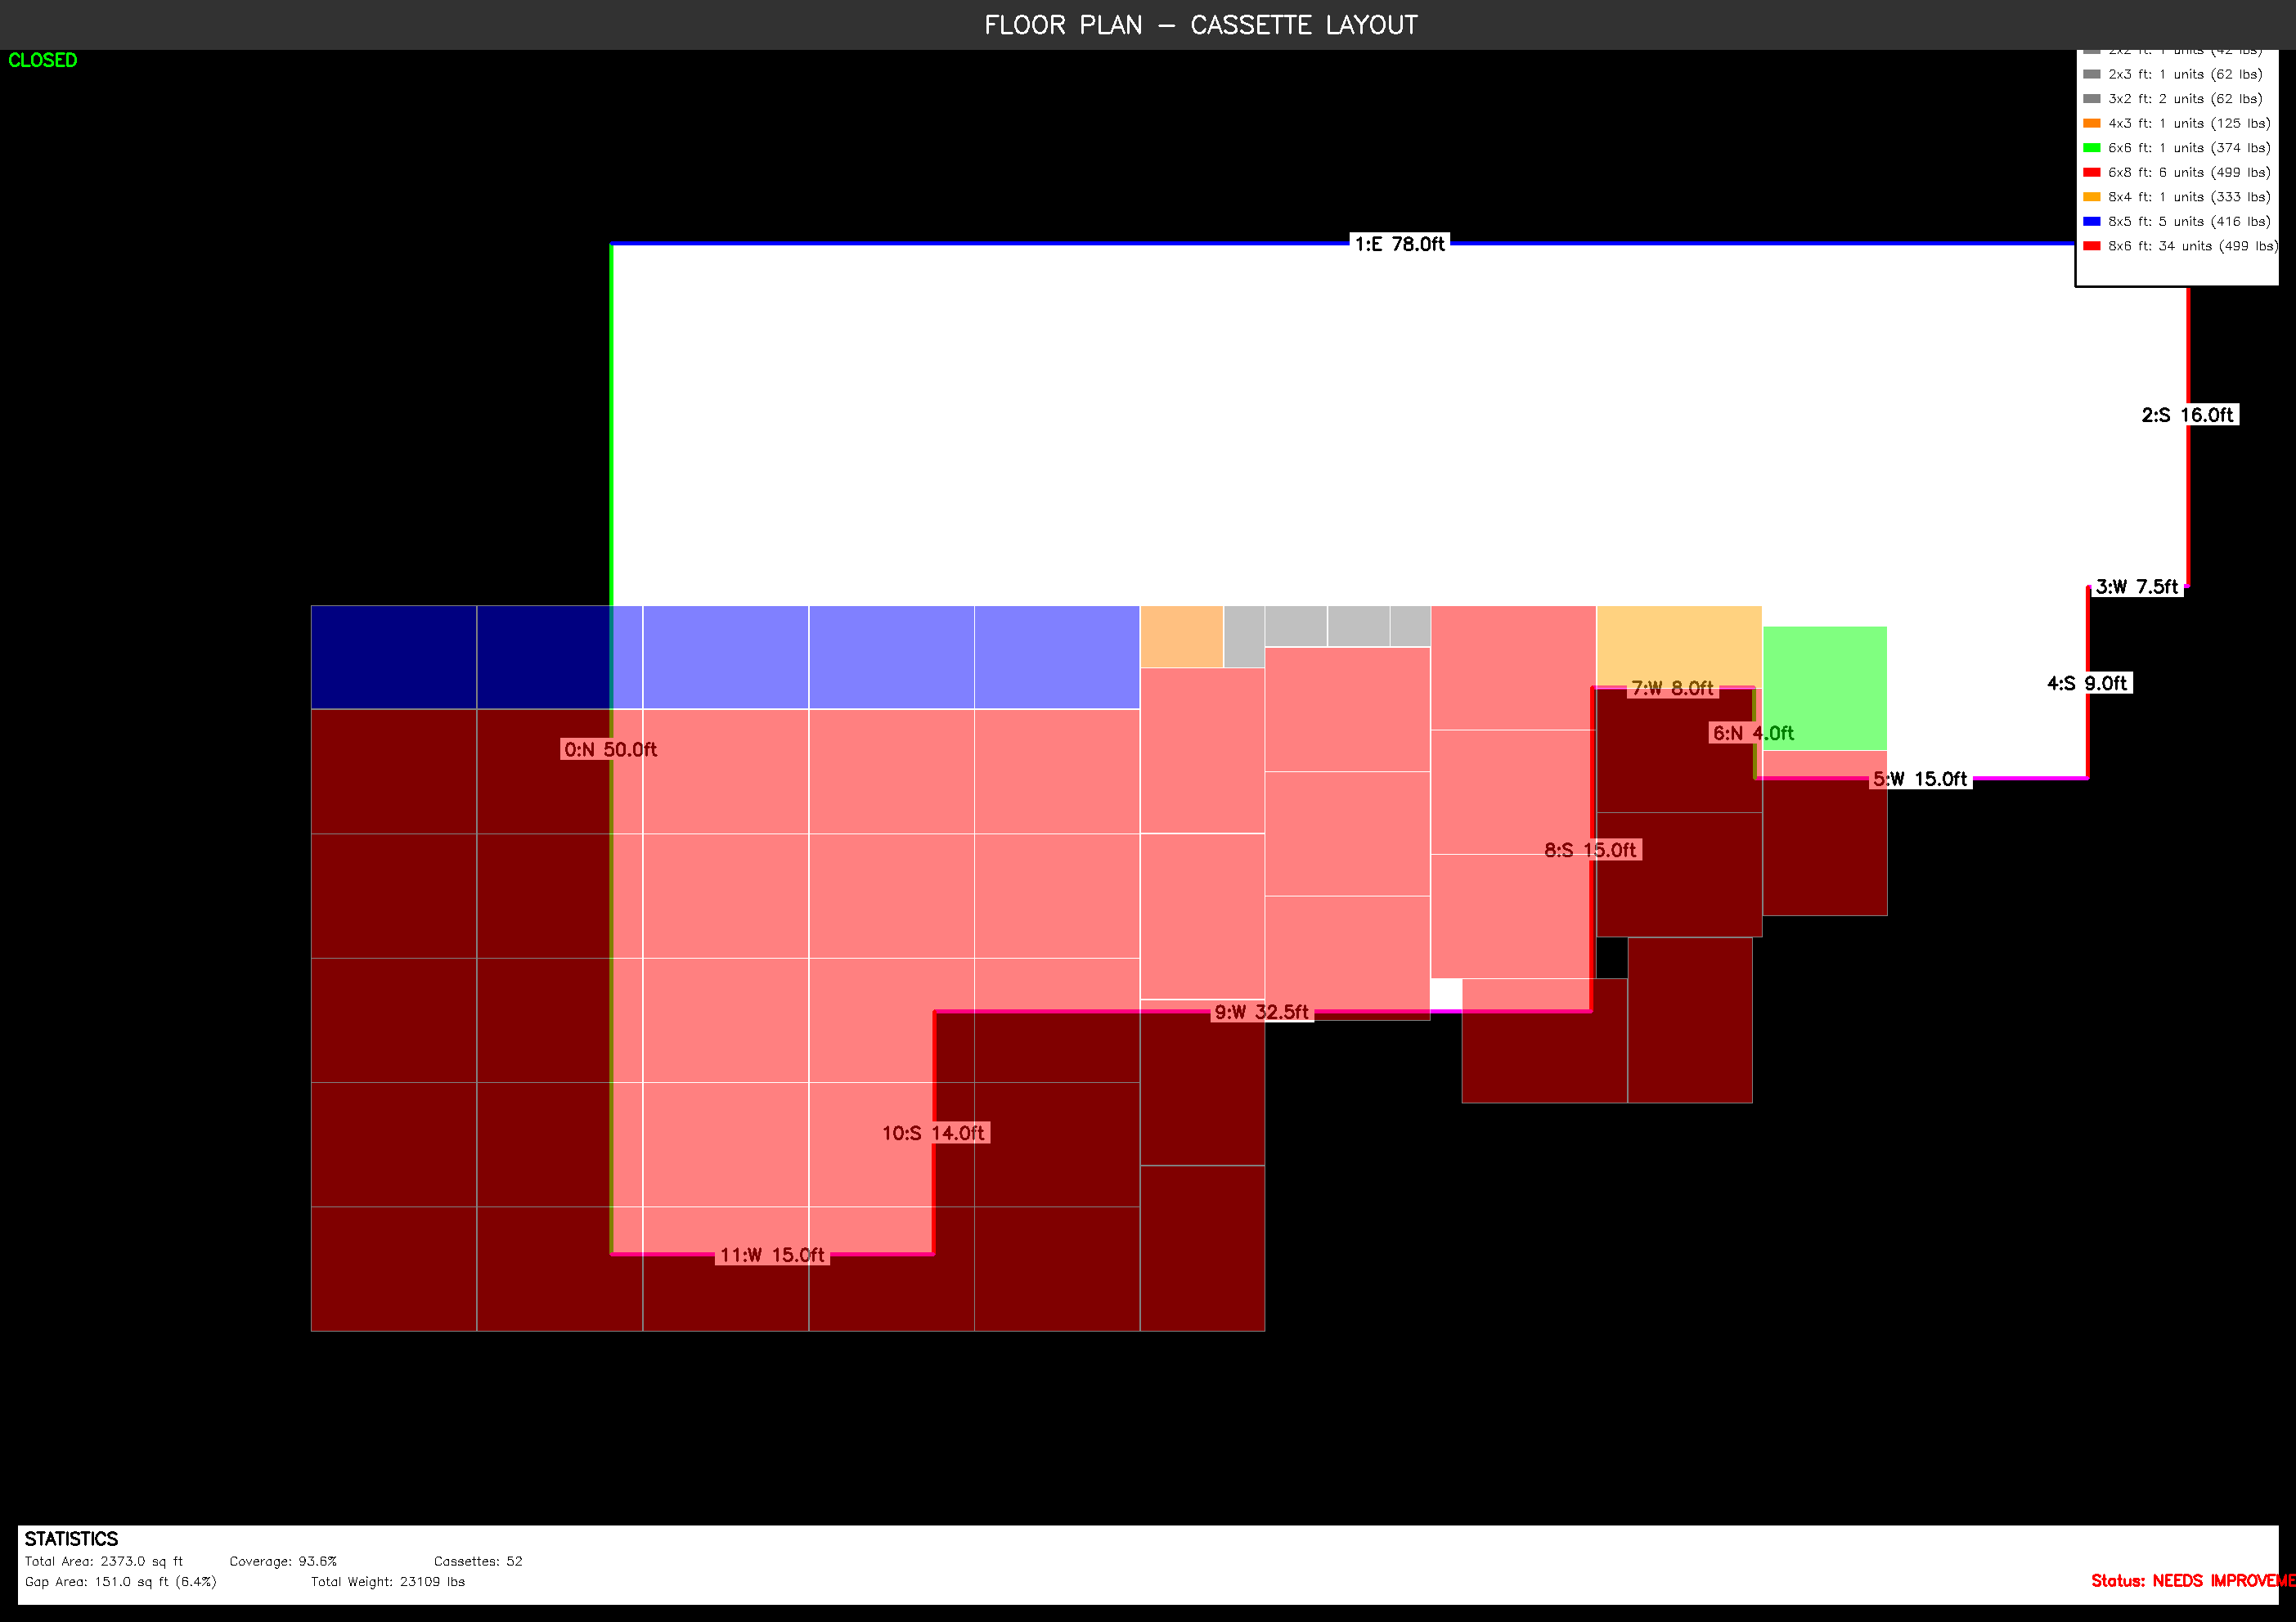 FLOOR PLAN - CASSETTE LAYOUT
CLOSED
2x2 ft: 1 units (42 lbs)
2x3 ft: 1 units (62 lbs)
3x2 ft: 2 units (62 lbs)
4x3 ft: 1 units (125 lbs)
6x6 ft: 1 units (374 lbs)
6x8 ft: 6 units (499 lbs)
8x4 ft: 1 units (333 lbs)
8x5 ft: 5 units (416 lbs)
8x6 ft: 34 units (499 lbs)
1:E 78.0ft
2:S 16.0ft
3:W 7.5ft
4:S 9.0ft
7:W 8.0ft
6:N 4.0ft
0:N 50.0ft
5:W 15.0ft
8:S 15.0ft
9:W 32.5ft
10:S 14.0ft
11:W 15.0ft
STATISTICS
Total Area: 2373.0 sq ft Coverage: 93.6% Cassettes: 52
Gap Area: 151.0 sq ft (6.4%) Total Weight: 23109 lbs
Status: NEEDS IMPROVEME